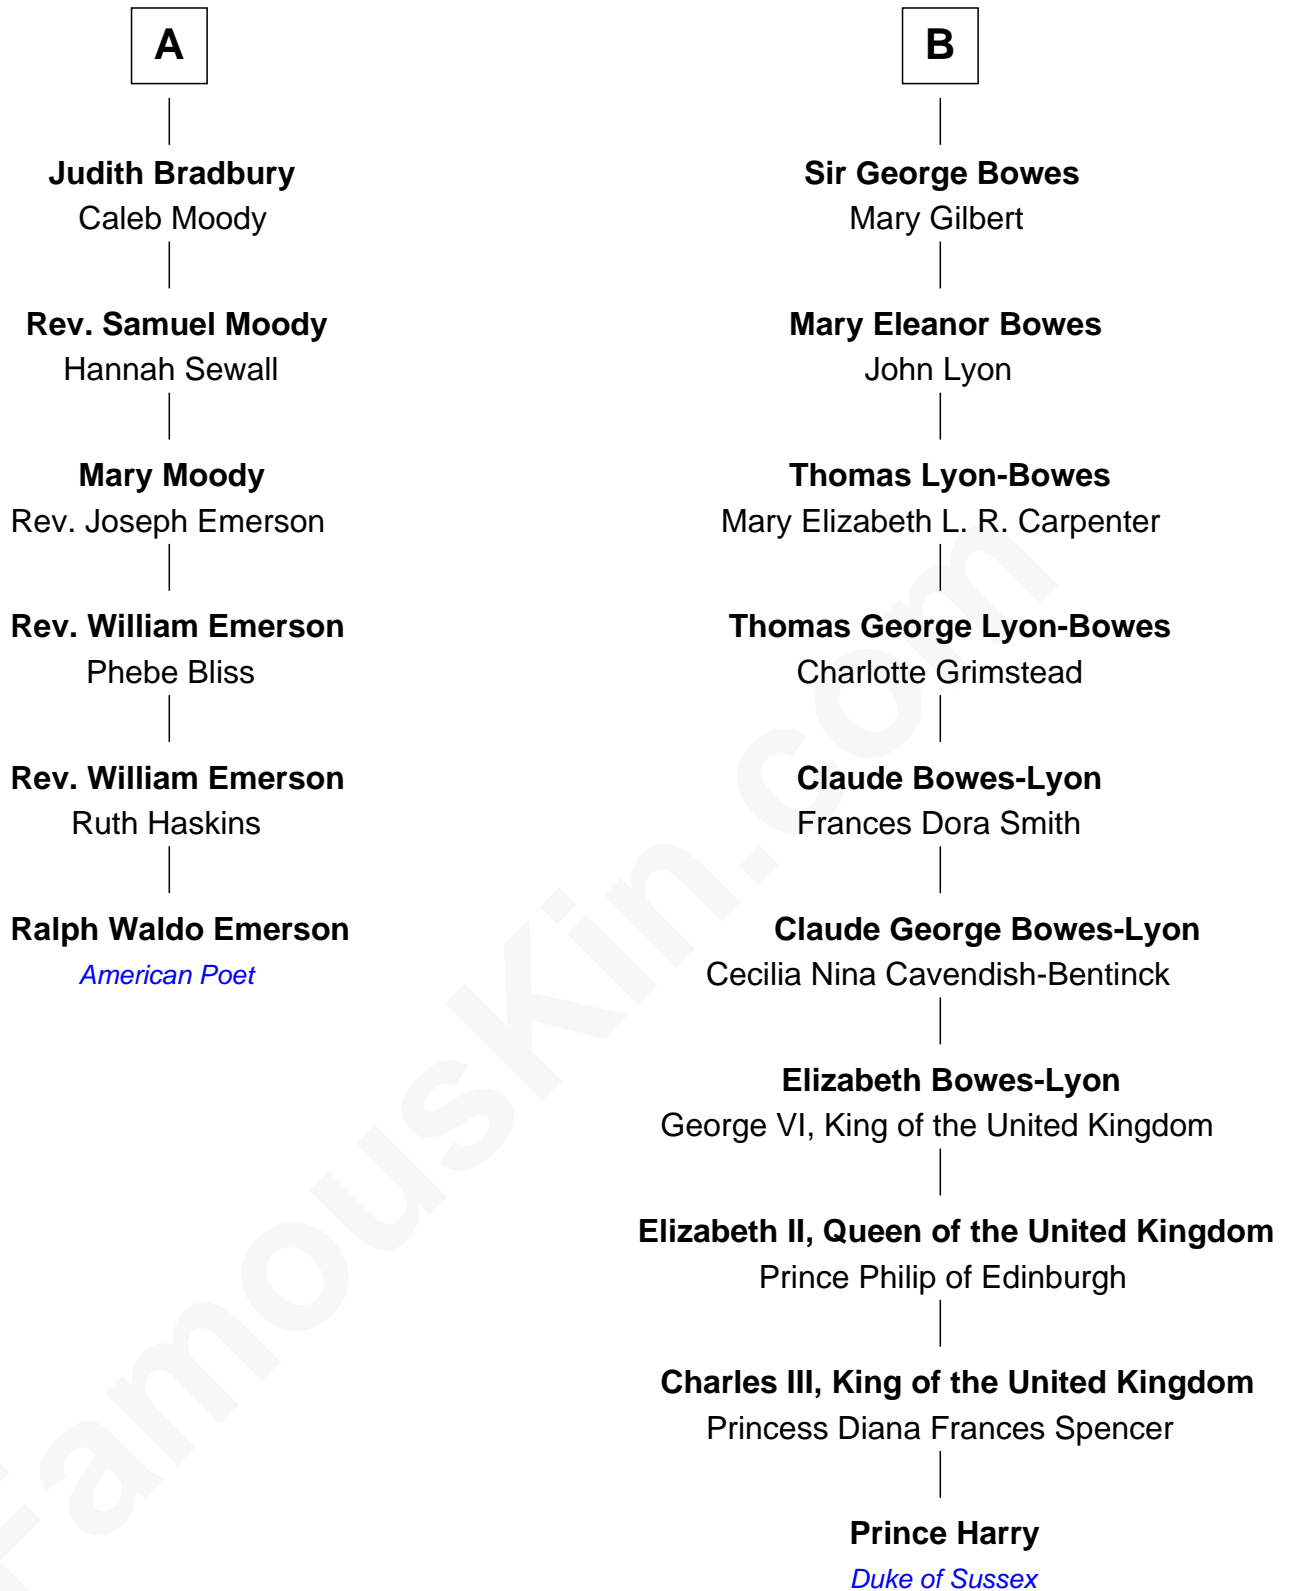 A
Judith Bradbury
Caleb Moody
Rev. Samuel Moody
Hannah Sewall
Mary Moody
Rev. Joseph Emerson
Rev. William Emerson
Phebe Bliss
Rev. William Emerson
Ruth Haskins
Ralph Waldo Emerson
American Poet
B
Sir George Bowes
Mary Gilbert
Mary Eleanor Bowes
John Lyon
Thomas Lyon-Bowes
Mary Elizabeth L. R. Carpenter
Thomas George Lyon-Bowes
Charlotte Grimstead
Claude Bowes-Lyon
Frances Dora Smith
Claude George Bowes-Lyon
Cecilia Nina Cavendish-Bentinck
Elizabeth Bowes-Lyon
George VI, King of the United Kingdom
Elizabeth II, Queen of the United Kingdom
Prince Philip of Edinburgh
Charles III, King of the United Kingdom
Princess Diana Frances Spencer
Prince Harry
Duke of Sussex
FamousKin.com